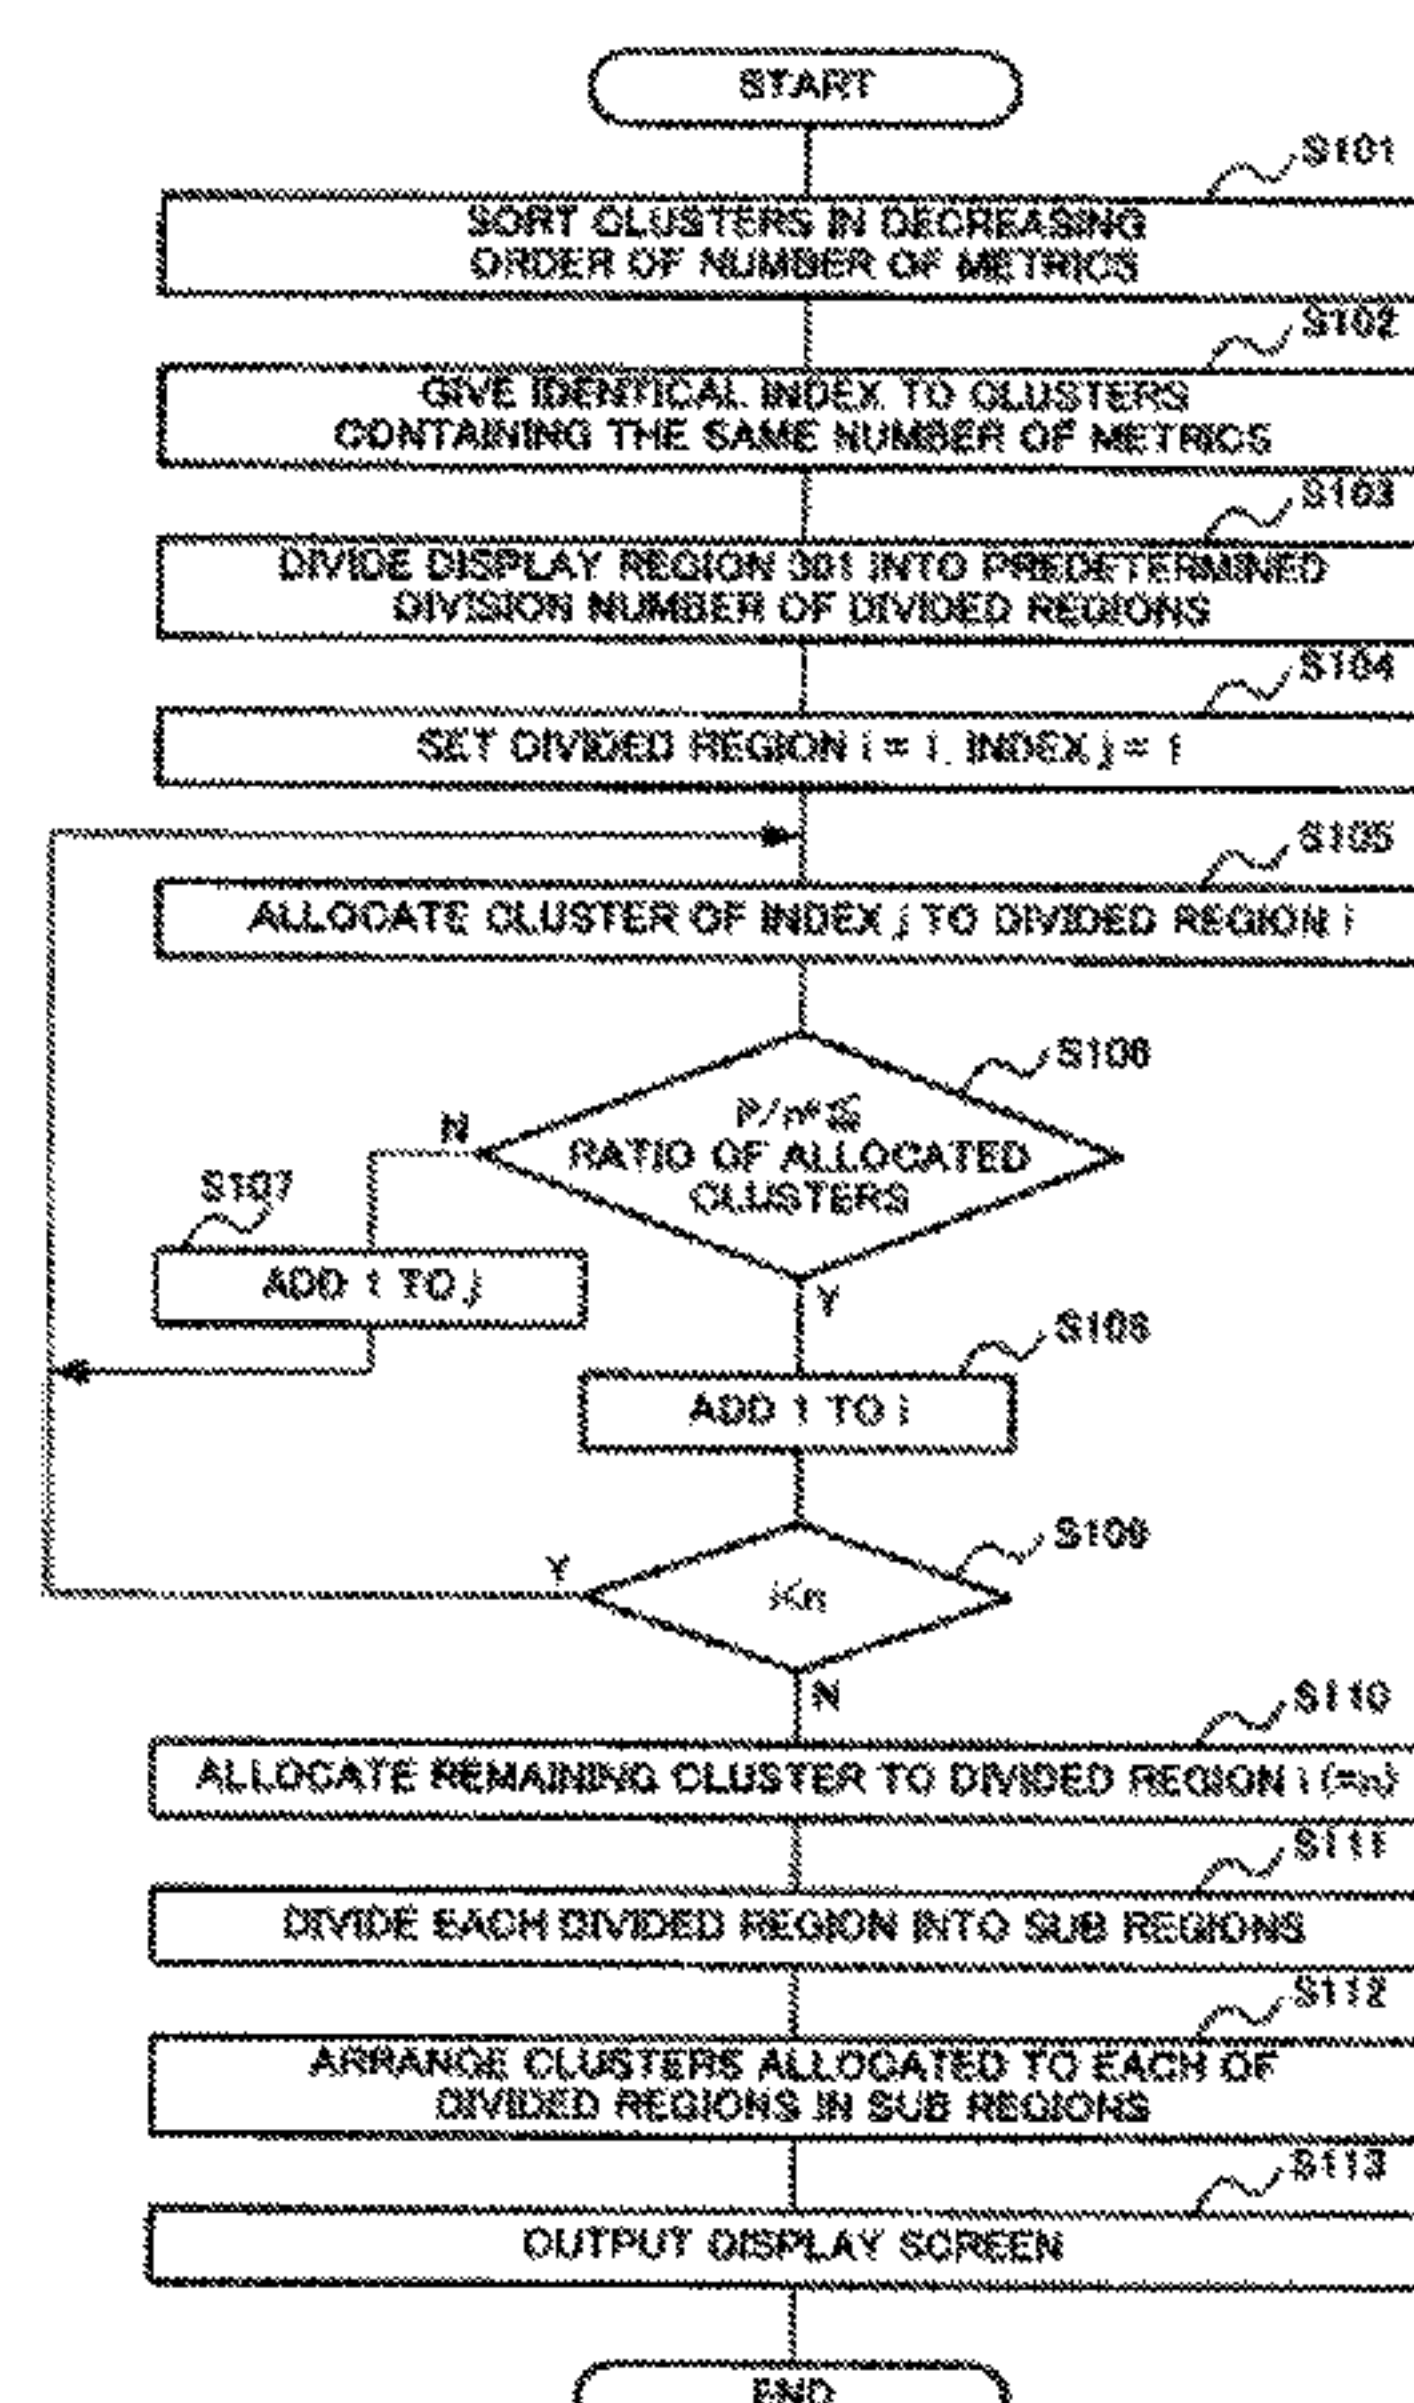 START
S101
SORT CLUSTERS IN DECREASING
ORDER OF NUMBER OF METRICS
S102
GIVE IDENTICAL INDEX TO CLUSTERS
CONTAINING THE SAME NUMBER OF METRICS
S103
DIVIDE DISPLAY REGION 301 INTO PREDETERMINED
DIVISION NUMBER OF DIVIDED REGIONS
S104
SET DIVIDED REGION i = 1, INDEX j = 1
S105
ALLOCATE CLUSTER OF INDEX j TO DIVIDED REGION i
S106
RATIO OF ALLOCATED
CLUSTERS
N
Y
S107
ADD 1 TO j
S108
ADD 1 TO i
S109
i<n
Y
N
S110
ALLOCATE REMAINING CLUSTER TO DIVIDED REGION i (=n)
S111
DIVIDE EACH DIVIDED REGION INTO SUB REGIONS
S112
ARRANGE CLUSTERS ALLOCATED TO EACH OF
DIVIDED REGIONS IN SUB REGIONS
S113
OUTPUT DISPLAY SCREEN
END